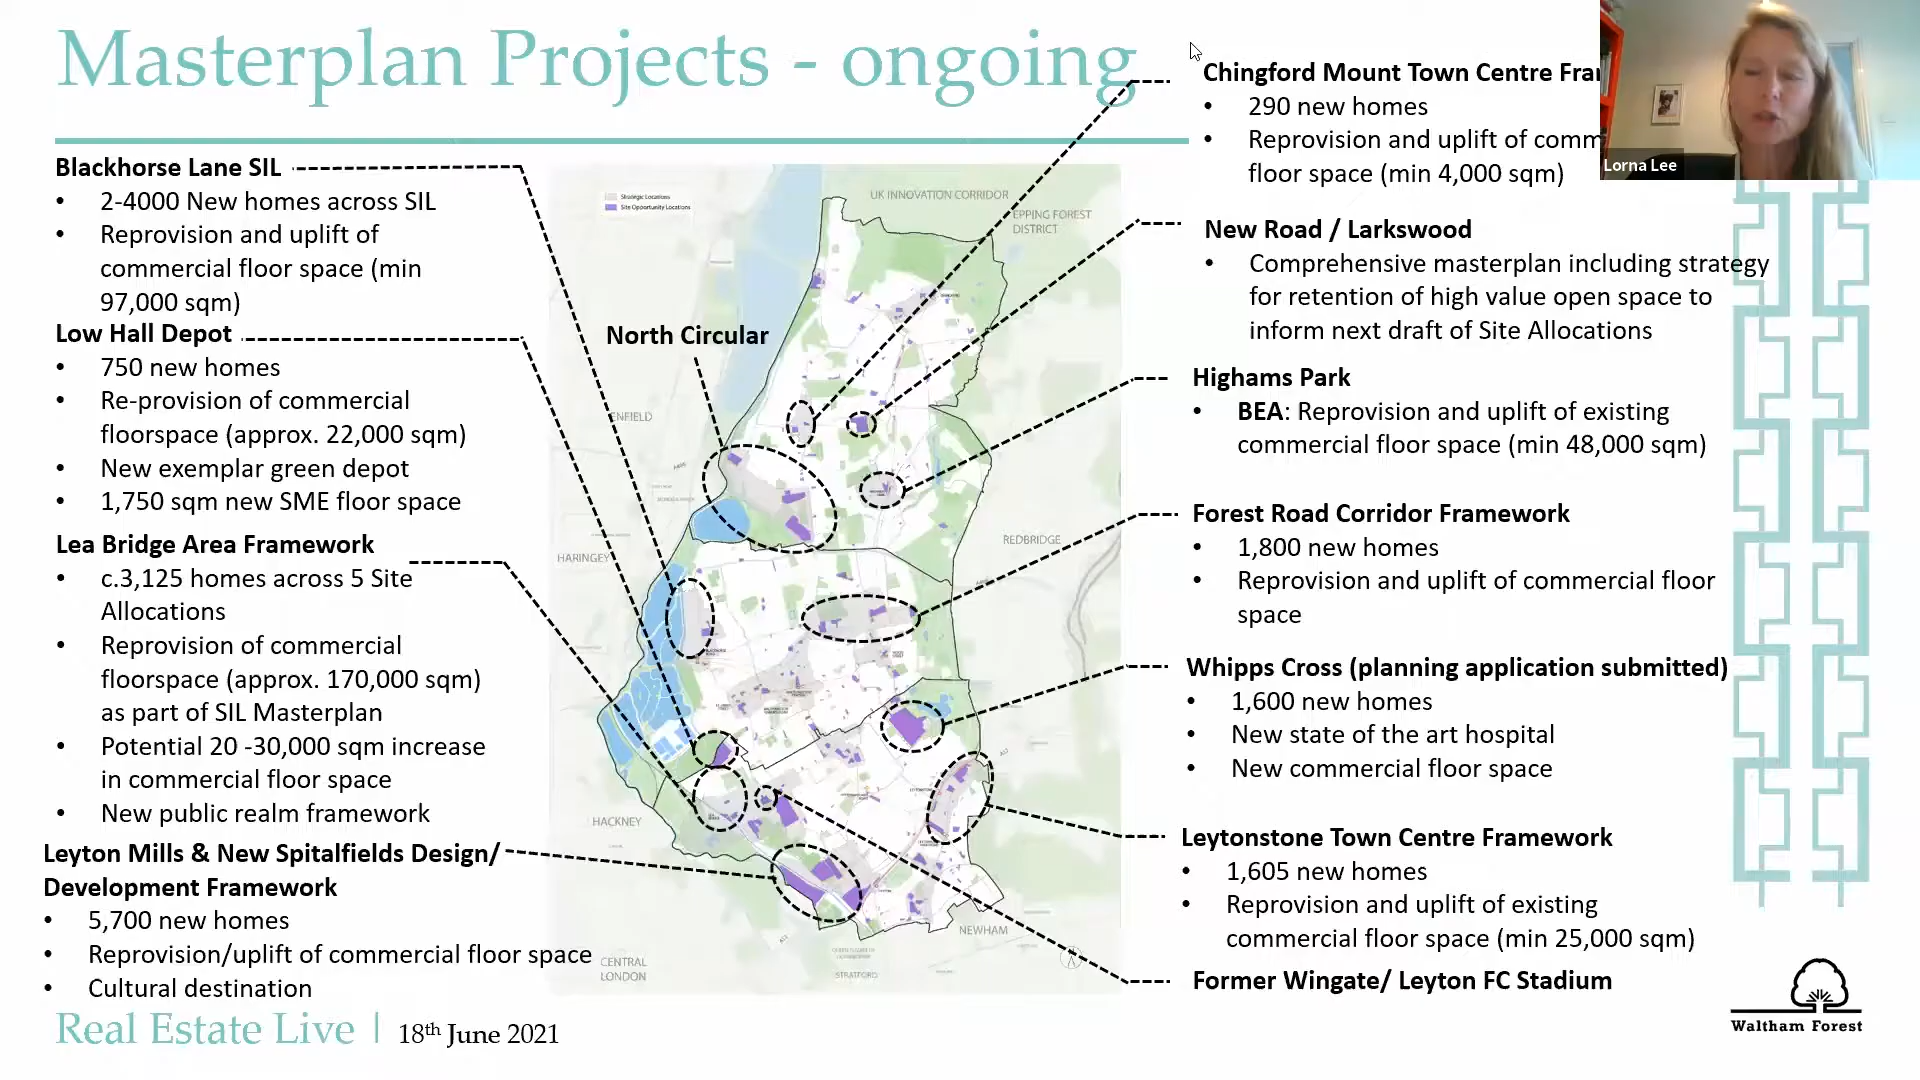 Masterplan Projects - ongoing
Blackhorse Lane SIL
• 2-4000 New homes across SIL
• Reprovision and uplift of
commercial floor space (min
97,000 sqm)
Low Hall Depot
• 750 new homes
• Re-provision of commercial
floorspace (approx. 22,000 sqm)
• New exemplar green depot
• 1,750 sqm new SME floor space
Lea Bridge Area Framework
• c.3,125 homes across 5 Site
Allocations
• Reprovision of commercial
floorspace (approx. 170,000 sqm)
as part of SIL Masterplan
• Potential 20 -30,000 sqm increase
in commercial floor space
• New public realm framework
Leyton Mills & New Spitalfields Design/
Development Framework
• 5,700 new homes
• Reprovision/uplift of commercial floor space
• Cultural destination
North Circular
Strategic Locations
Site Opportunity Locations
UK INNOVATION CORRIDOR
EPPING FOREST
DISTRICT
ENFIELD
HARINGEY
REDBRIDGE
HACKNEY
NEWHAM
CENTRAL
LONDON
STRATFORD
Chingford Mount Town Centre Fra
• 290 new homes
• Reprovision and uplift of comm
floor space (min 4,000 sqm)
New Road / Larkswood
• Comprehensive masterplan including strategy
for retention of high value open space to
inform next draft of Site Allocations
Highams Park
• BEA: Reprovision and uplift of existing
commercial floor space (min 48,000 sqm)
Forest Road Corridor Framework
• 1,800 new homes
• Reprovision and uplift of commercial floor
space
Whipps Cross (planning application submitted)
• 1,600 new homes
• New state of the art hospital
• New commercial floor space
Leytonstone Town Centre Framework
• 1,605 new homes
• Reprovision and uplift of existing
commercial floor space (min 25,000 sqm)
Former Wingate/ Leyton FC Stadium
Lorna Lee
Real Estate Live | 18th June 2021
Waltham Forest